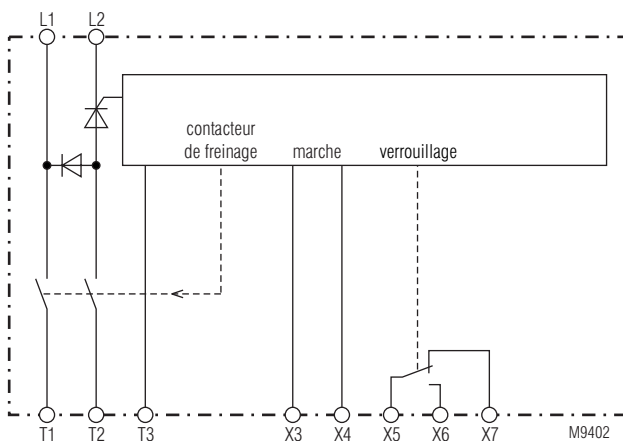 L1 L2
contacteur
de freinage marche verrouillage
T1 T2 T3 X3 X4 X5 X6 X7 M9402